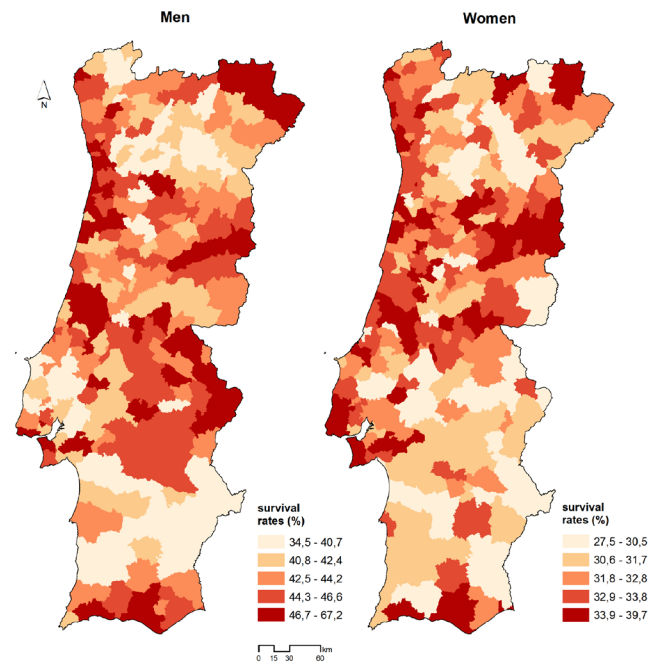 Men
Women
N
survival
rates (%)
34,5 - 40,7
40,8 - 42,4
42,5 - 44,2
44,3 - 46,6
46,7 - 67,2
survival
rates (%)
27,5 - 30,5
30,6 - 31,7
31,8 - 32,8
32,9 - 33,8
33,9 - 39,7
km
0 15 30 60